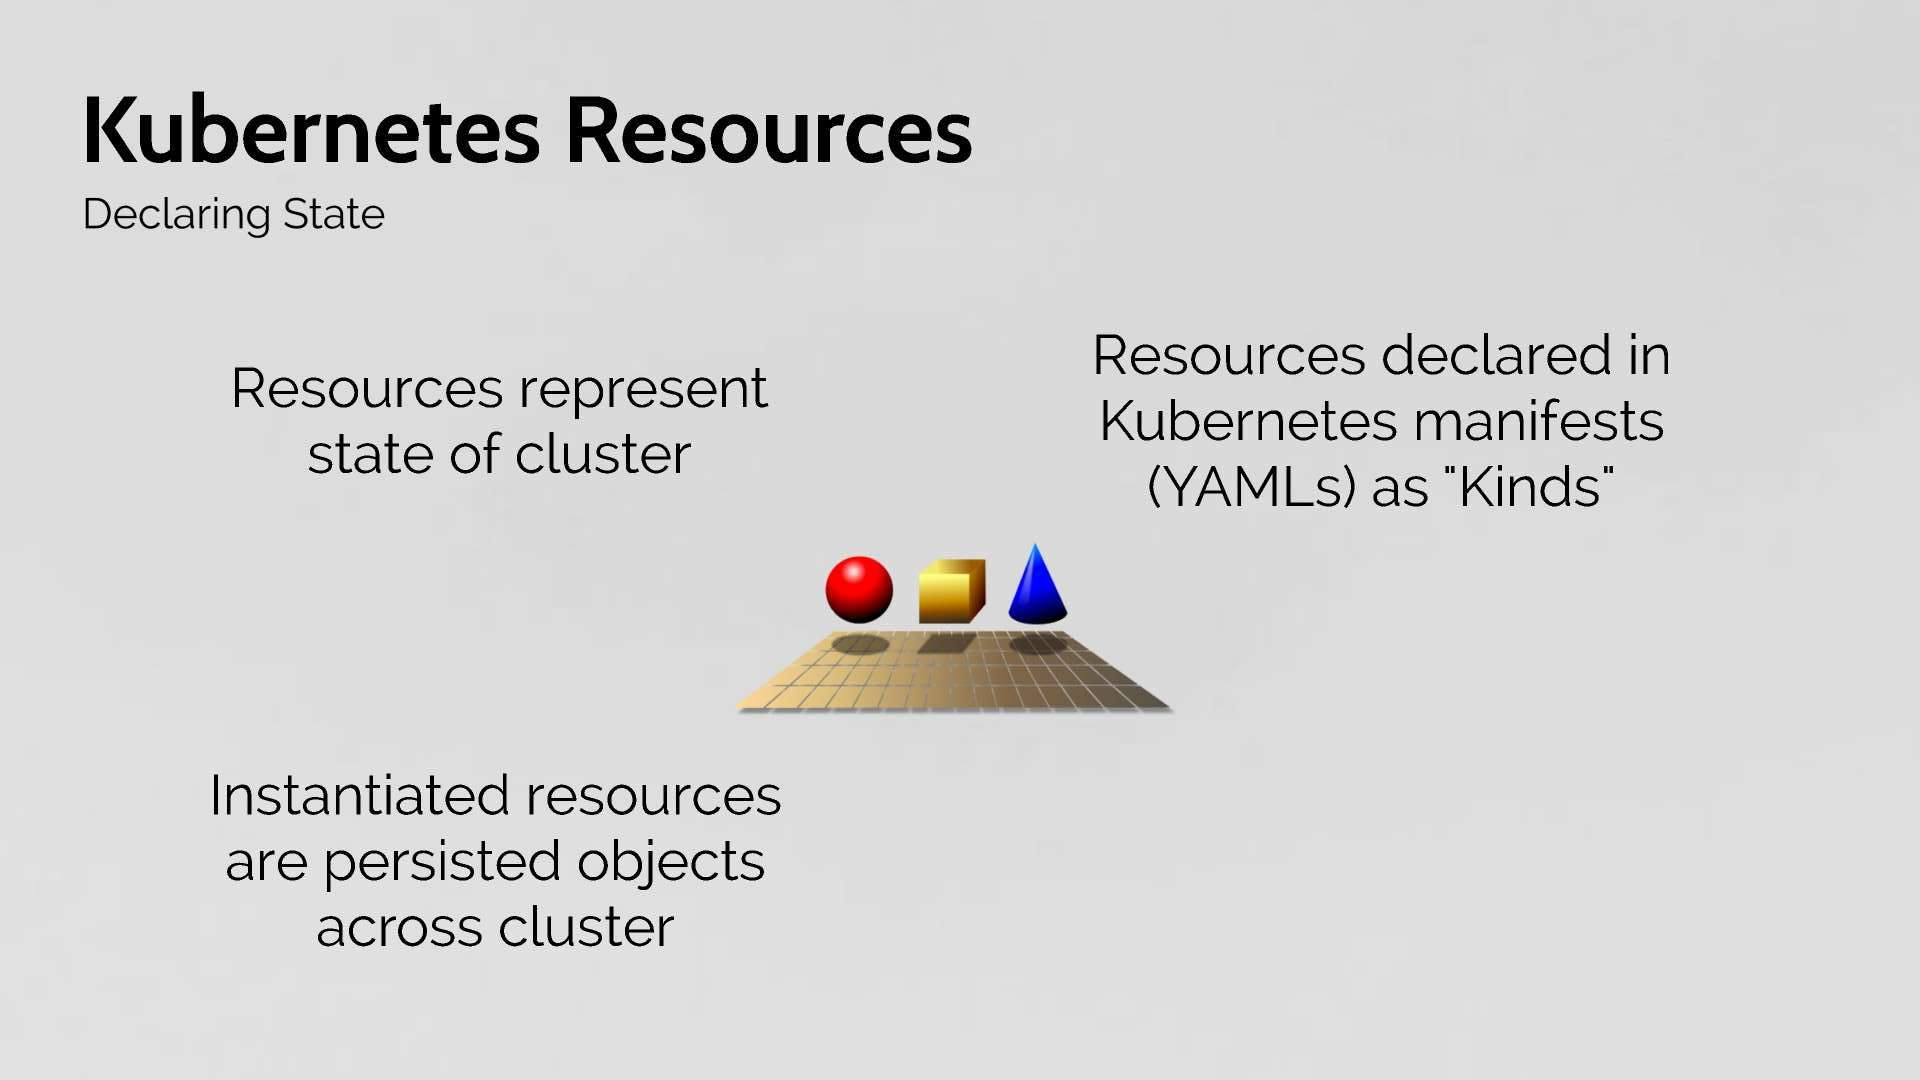 Kubernetes Resources
Declaring State
Resources represent
state of cluster
Resources declared in
Kubernetes manifests
(YAMLs) as "Kinds"
Instantiated resources
are persisted objects
across cluster